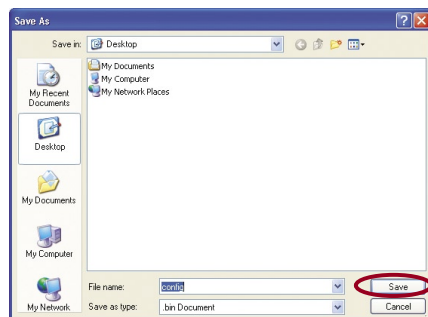 Save As
Save in:
Desktop
My Recent
Documents
Desktop
My Documents
My Computer
My Network
My Documents
My Computer
My Network Places
File name:
config
Save
Save as type:
.bin Document
Cancel